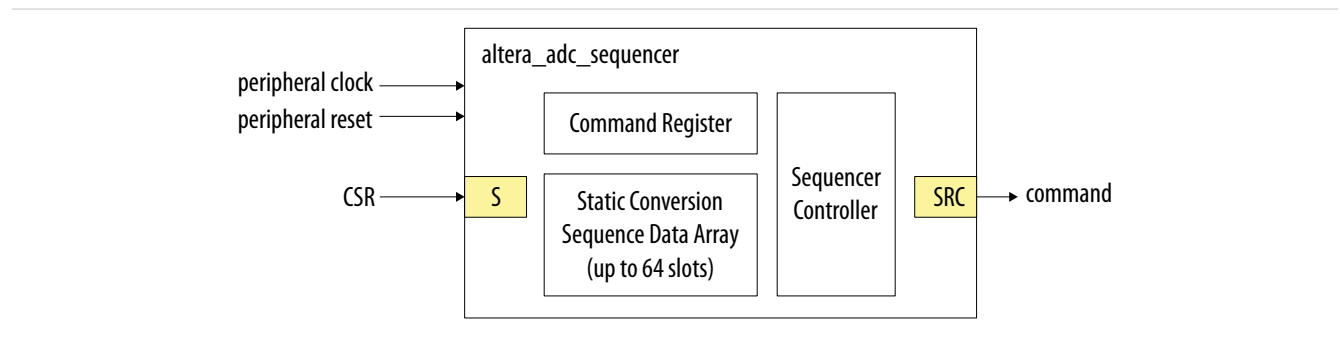 altera_adc_sequencer
peripheral clock
peripheral reset
Command Register
CSR
S
Static Conversion
Sequence Data Array
(up to 64 slots)
Sequencer
Controller
SRC
command